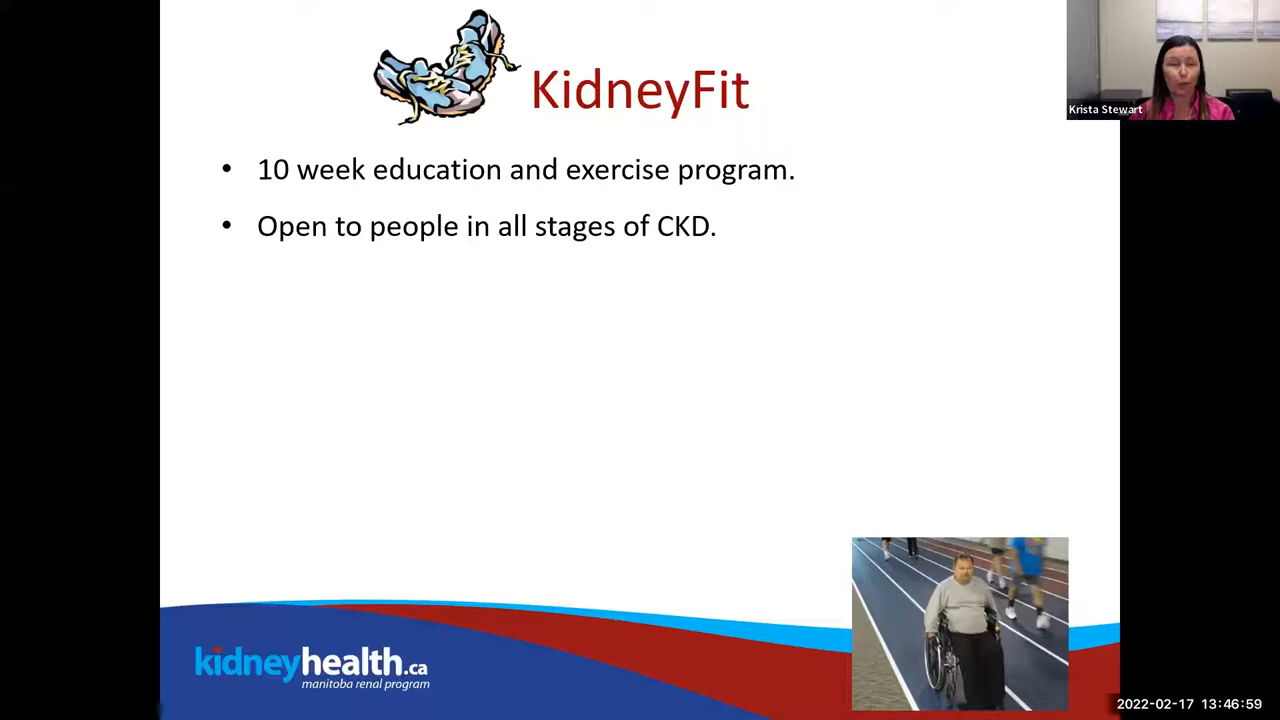 KidneyFit
Krista Stewart
• 10 week education and exercise program.
• Open to people in all stages of CKD.
kidneyhealth.ca
manitoba renal program
2022-02-17 13:46:59